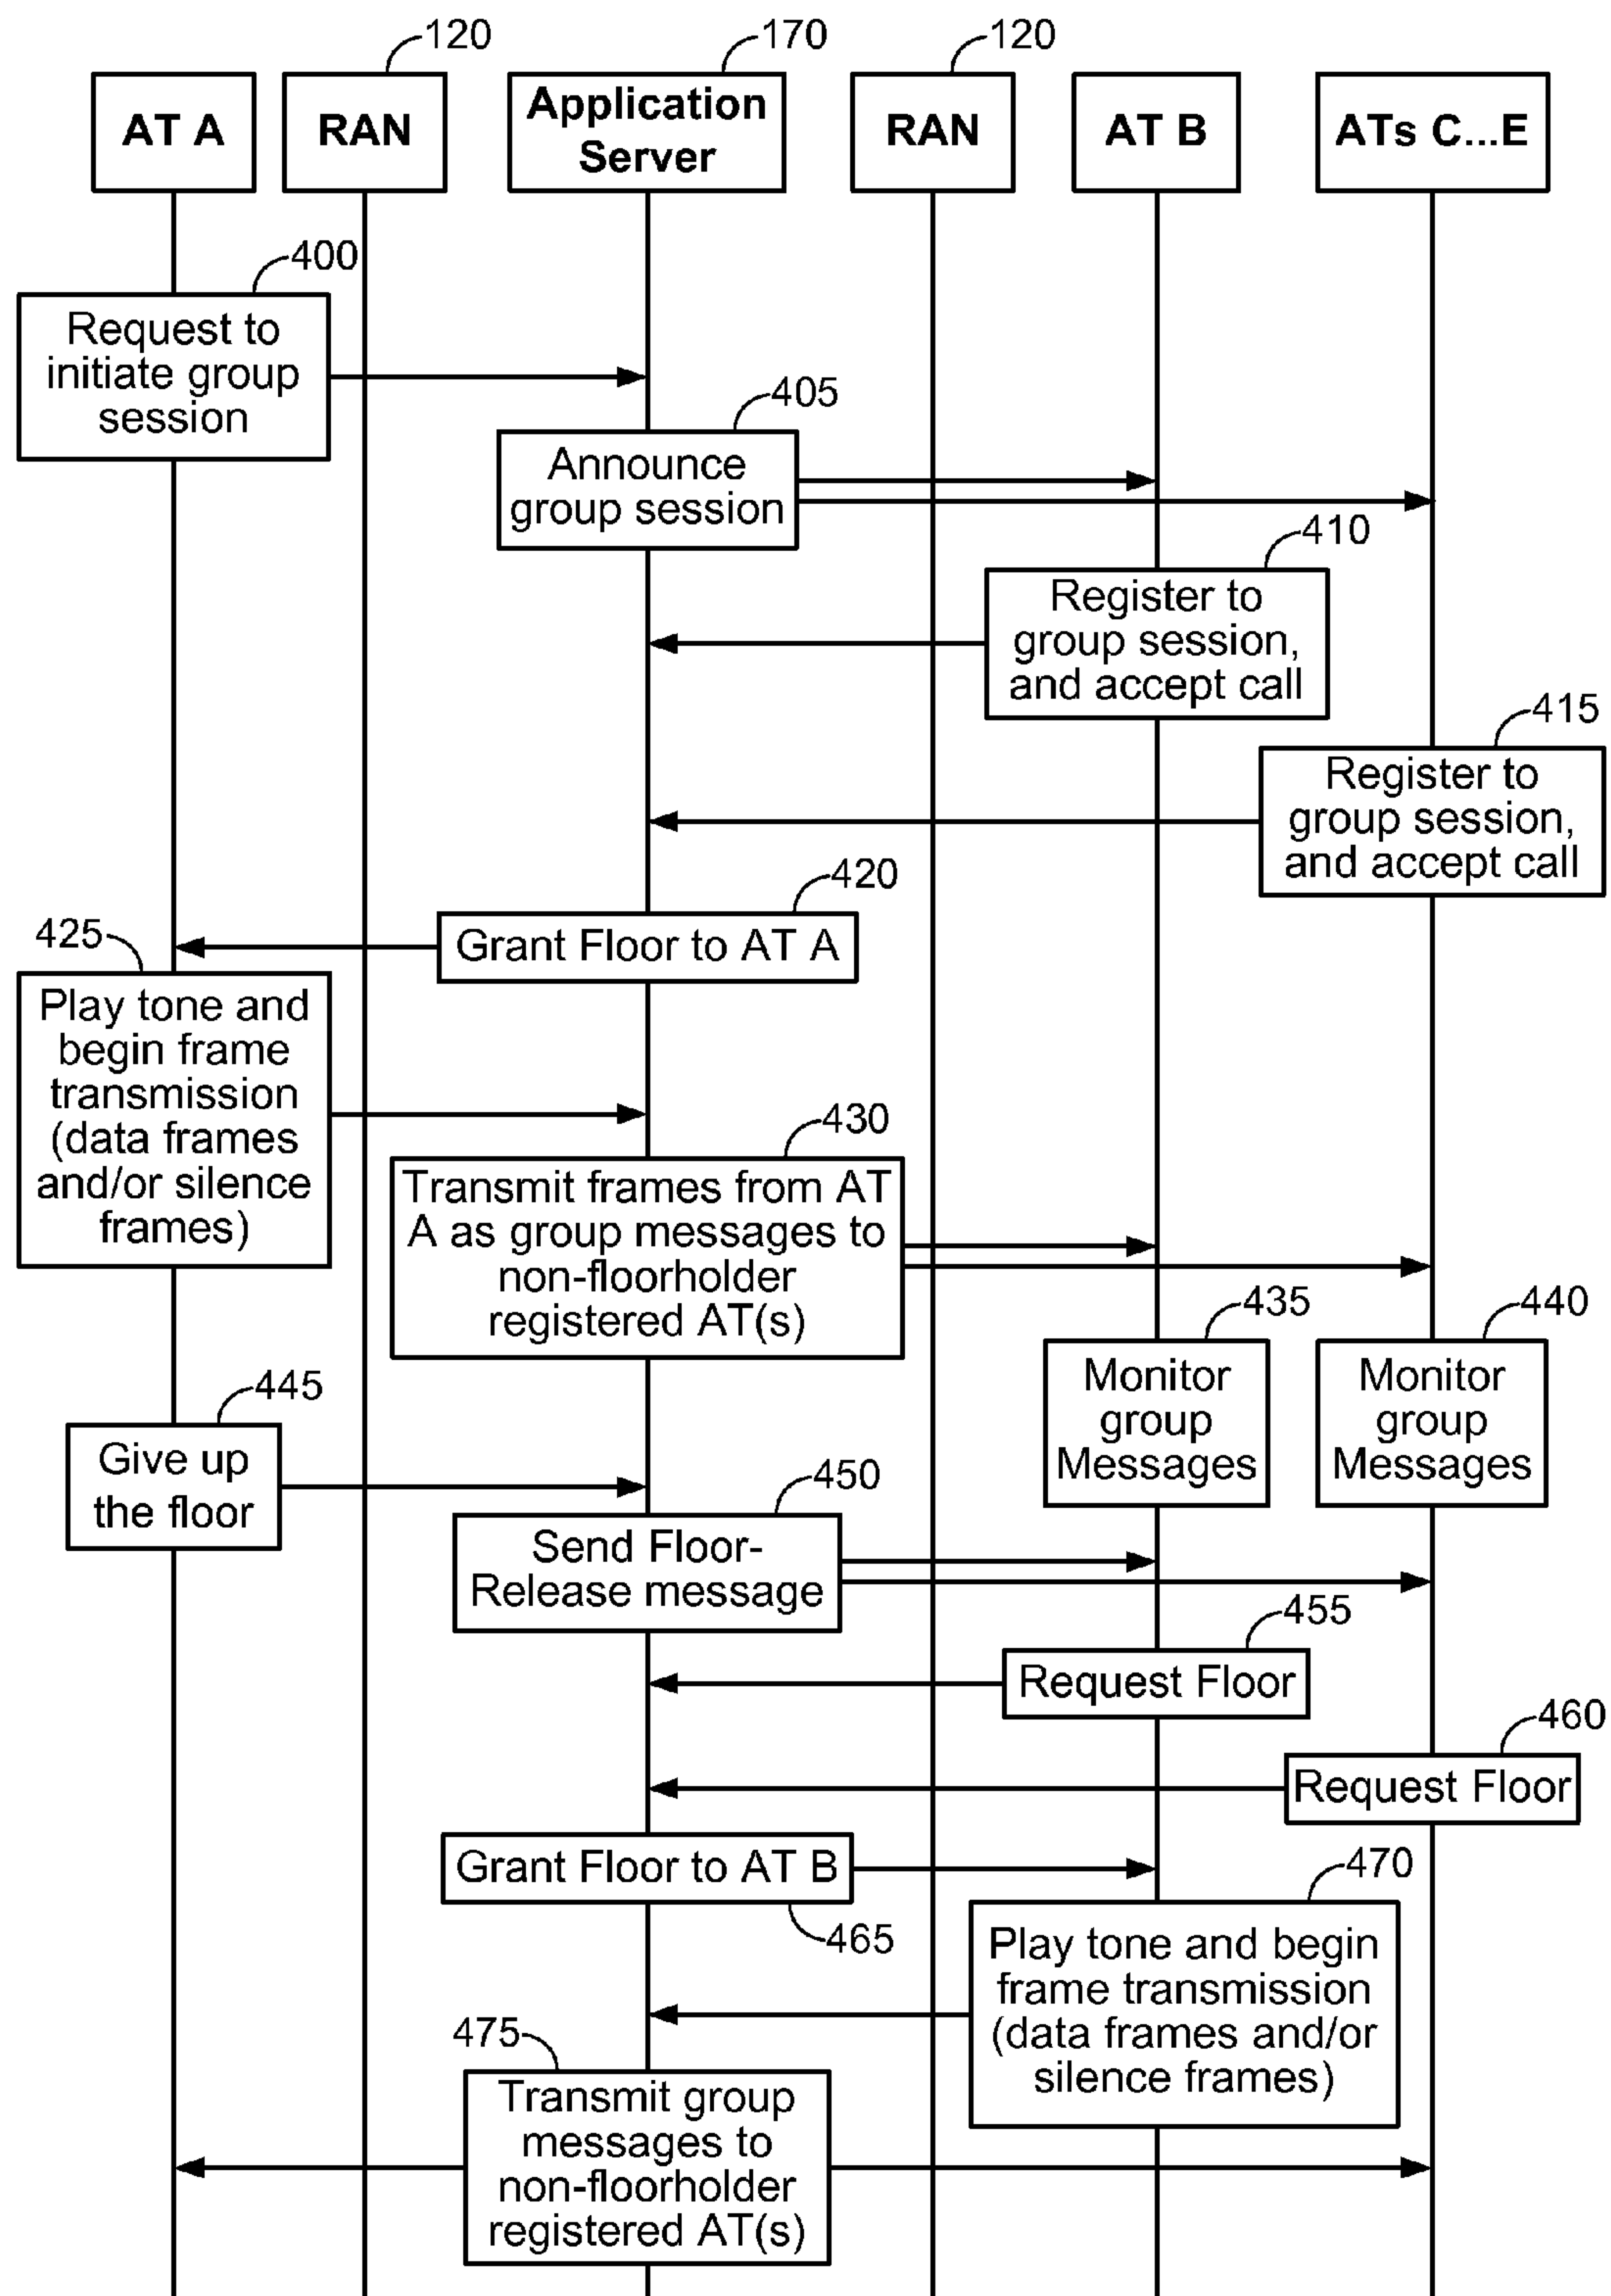 120
170
120
AT A
RAN
Application
Server
RAN
AT B
ATs C...E
400
Request to
initiate group
session
405
Announce
group session
410
Register to
group session,
and accept call
415
Register to
group session,
and accept call
420
Grant Floor to AT A
425
Play tone and
begin frame
transmission
(data frames
and/or silence
frames)
430
Transmit frames from AT
A as group messages to
non-floorholder
registered AT(s)
435
Monitor
group
Messages
440
Monitor
group
Messages
445
Give up
the floor
450
Send Floor-
Release message
455
Request Floor
460
Request Floor
Grant Floor to AT B
465
470
Play tone and begin
frame transmission
(data frames and/or
silence frames)
475
Transmit group
messages to
non-floorholder
registered AT(s)